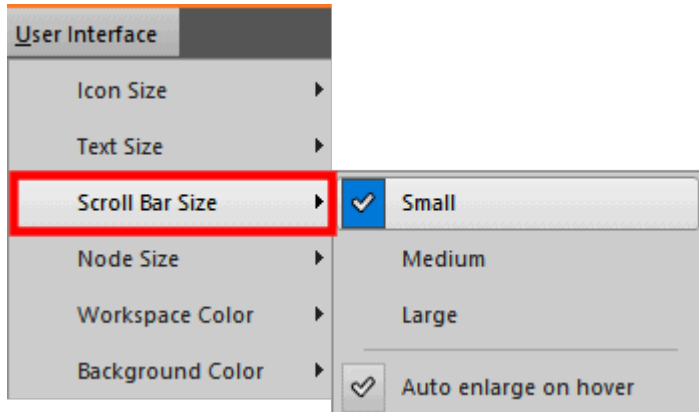 User Interface
Icon Size
Text Size
Scroll Bar Size
Small
Node Size
Medium
Workspace Color
Large
Background Color
Auto enlarge on hover